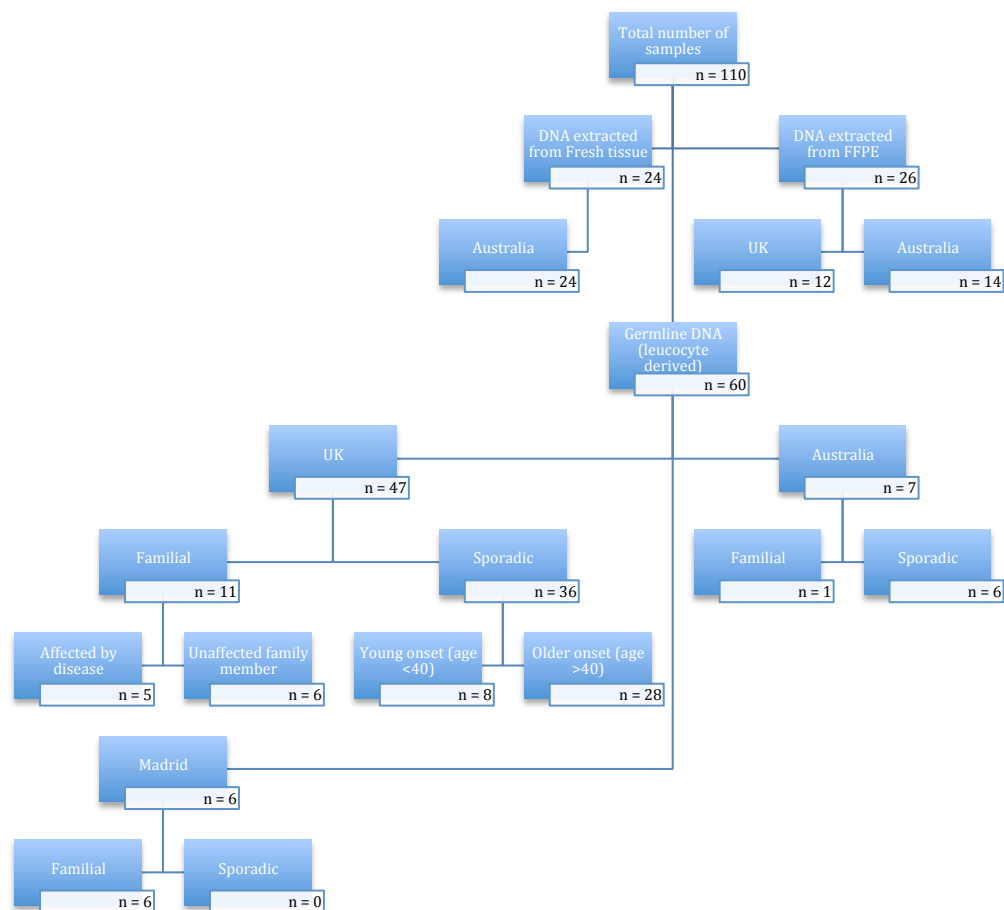 Total number of
samples
n = 110
DNA extracted
from Fresh tissue
n = 24
DNA extracted
from FFPE
n = 26
Australia
n = 24
UK
n = 12
Australia
n = 14
Germline DNA
(leucocyte
derived)
n = 60
UK
n = 47
Australia
n = 7
Familial
n = 11
Sporadic
n = 36
Familial
n = 1
Sporadic
n = 6
Affected by
disease
n = 5
Unaffected family
member
n = 6
Young onset (age
<40)
n = 8
Older onset (age
>40)
n = 28
Madrid
n = 6
Familial
n = 6
Sporadic
n = 0